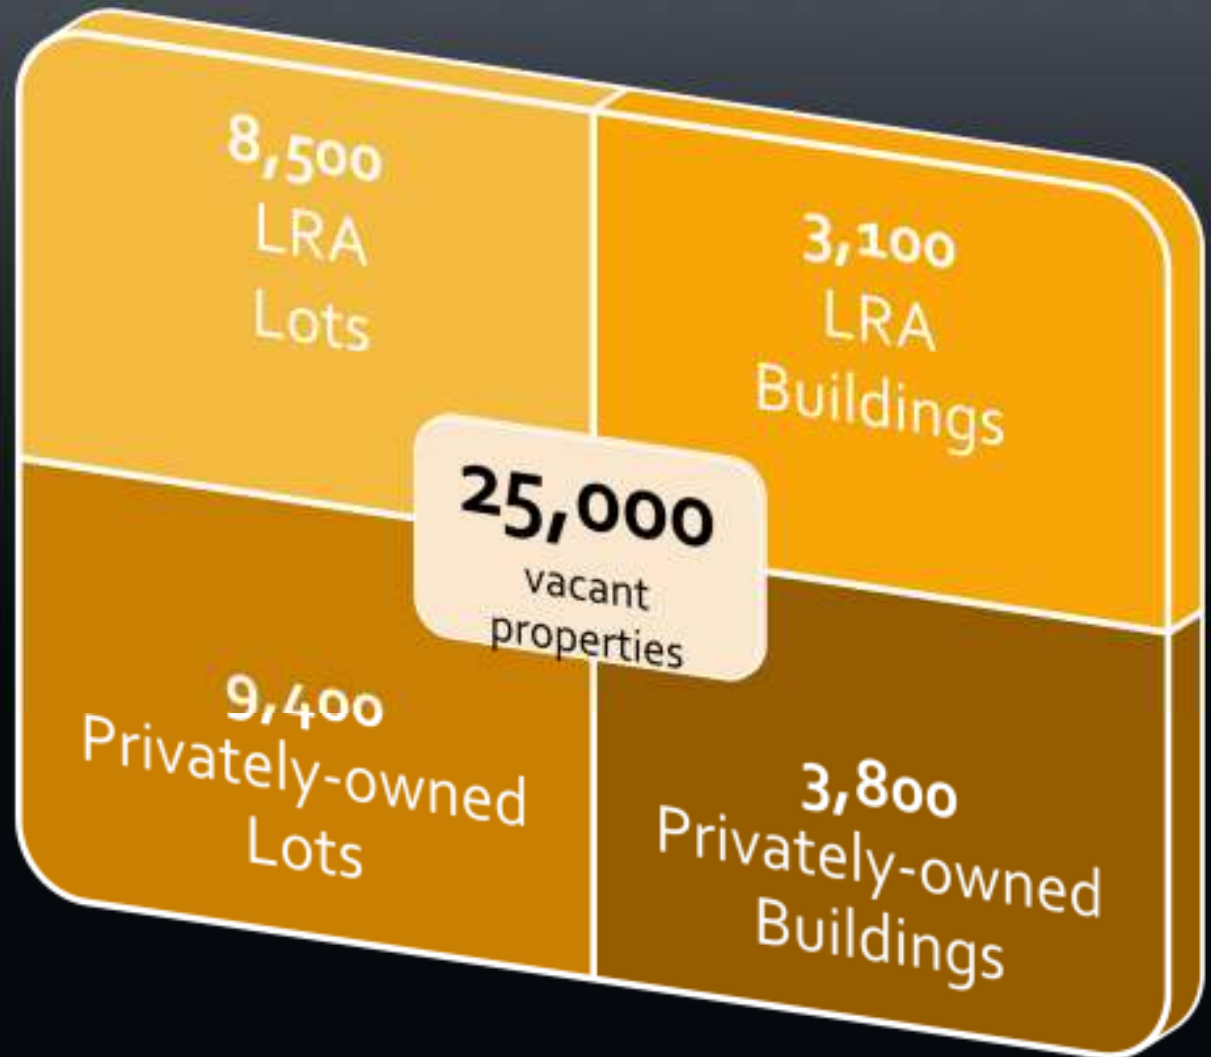 8,500
LRA
Lots
3,100
LRA
Buildings
25,000
vacant
properties
9,400
Privately-owned
Lots
3,800
Privately-owned
Buildings